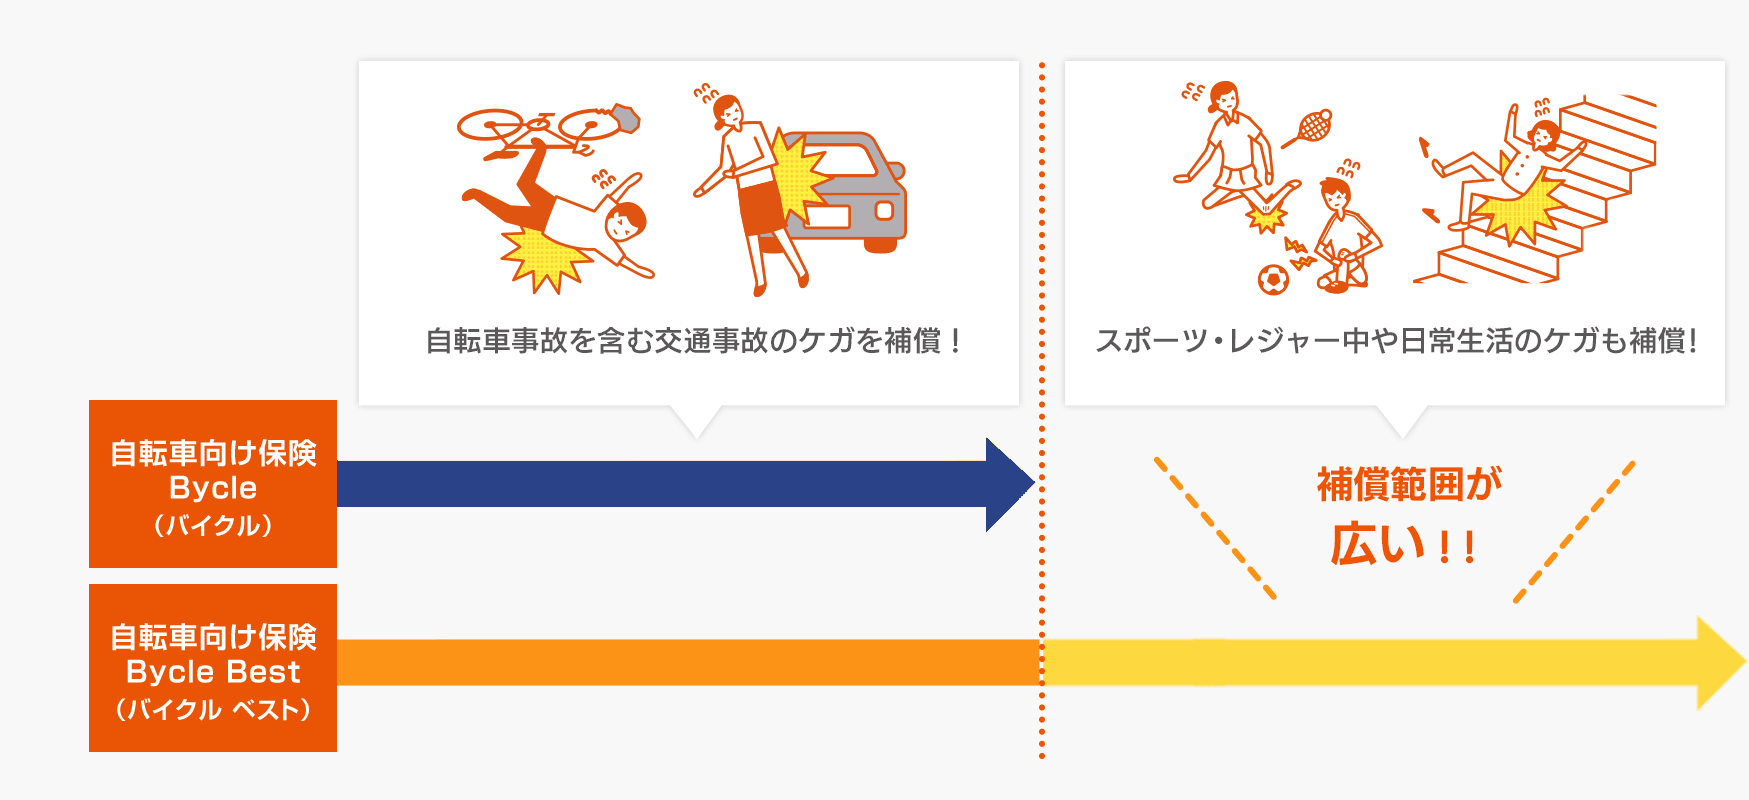 自転車事故を含む交通事故のケガを補償！
スポーツ・レジャー中や日常生活のケガも補償！
自転車向け保険
Bycle
（バイクル）
補償範囲が
広い！！
自転車向け保険
Bycle Best
（バイクル ベスト）